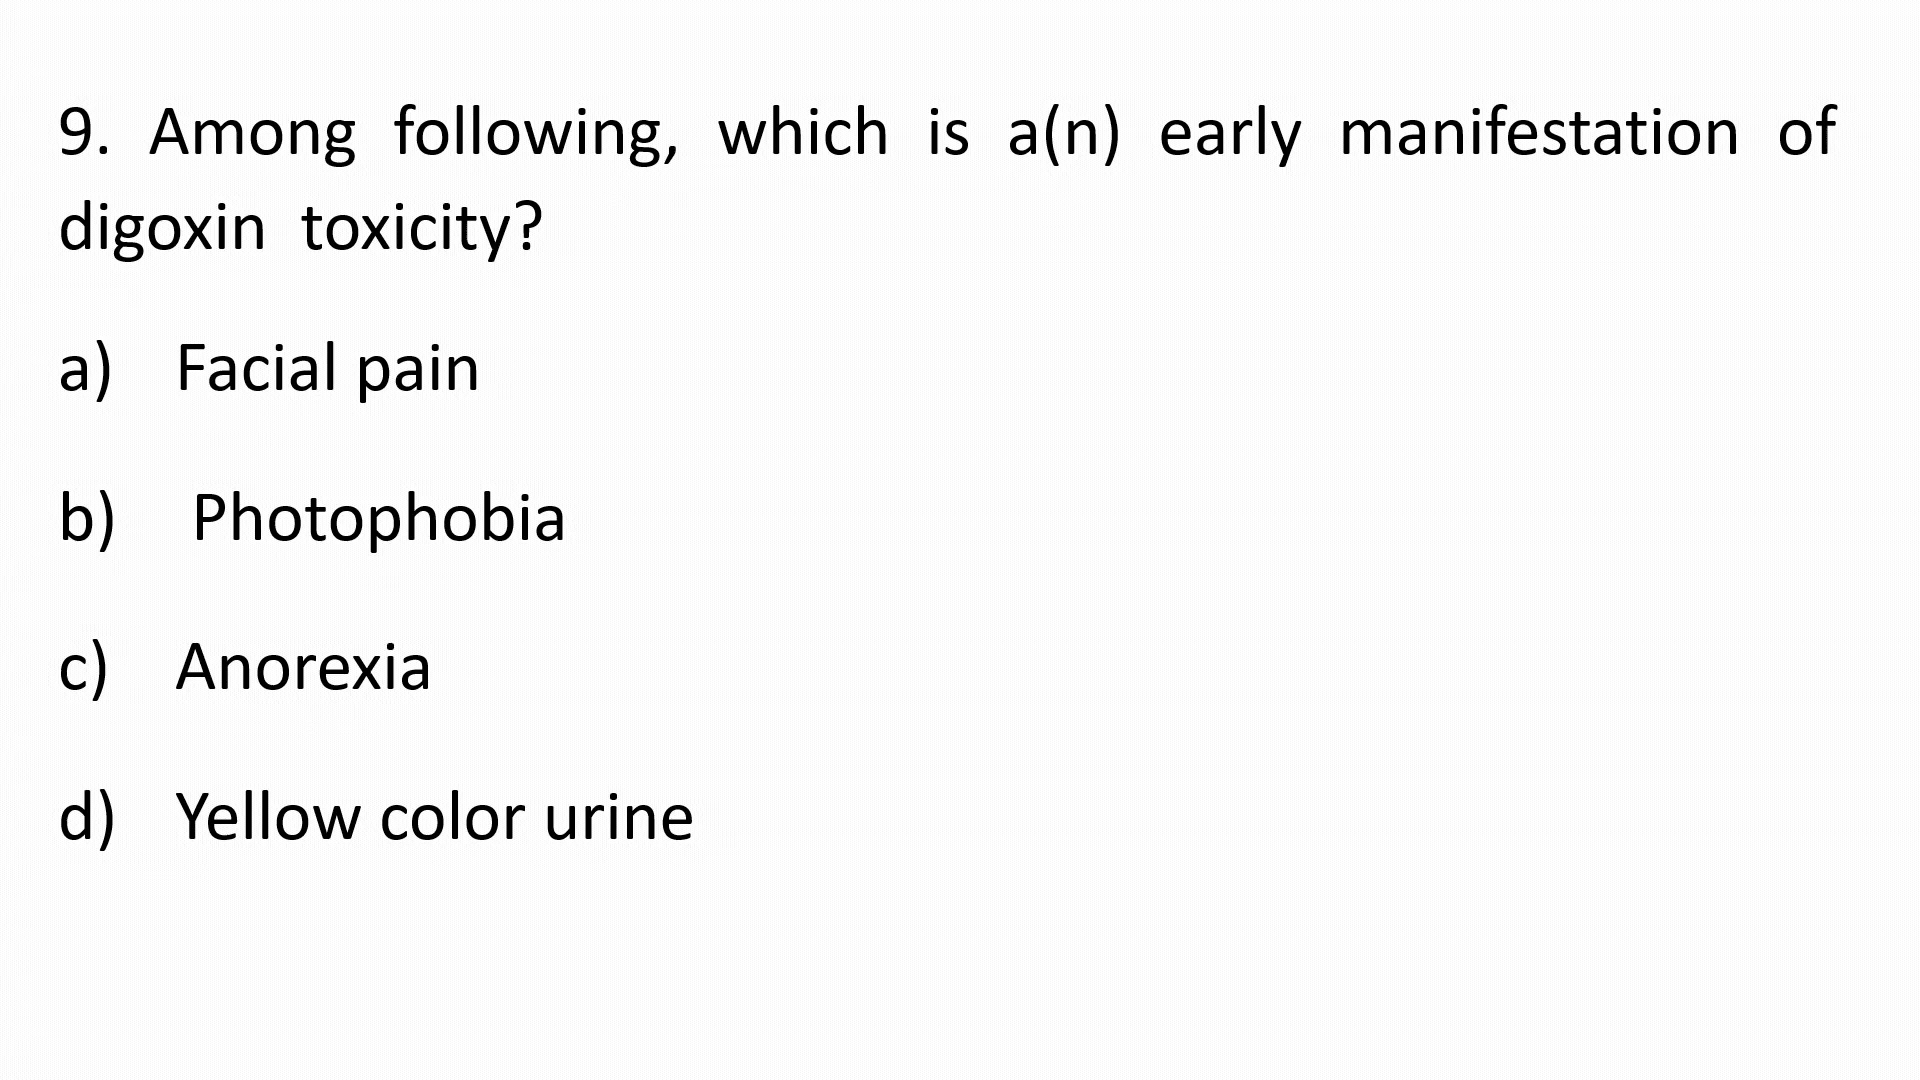 9. Among following, which is a(n) early manifestation of
digoxin toxicity?
a) Facial pain
b) Photophobia
c) Anorexia
d) Yellow color urine